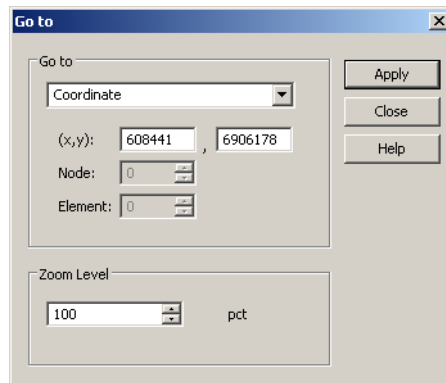 Go to
Go to
Coordinate
Apply
Close
(x,y): 608441 , 6906178
Help
Node: 0
Element: 0
Zoom Level
100 pct